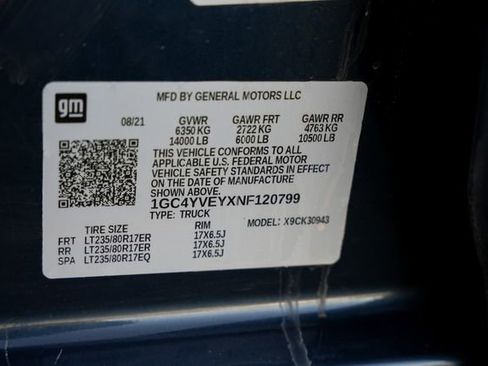 gm
MFD BY GENERAL MOTORS LLC
08/21 GVWR GAWR FRT GAWR RR
6350 KG 2722 KG 4763 KG
14000 LB 6000 LB 10500 LB
THIS VEHICLE CONFORMS TO ALL
APPLICABLE U.S. FEDERAL MOTOR
VEHICLE SAFETY STANDARDS IN EFFECT
ON THE DATE OF MANUFACTURE
SHOWN ABOVE.
1GC4YVEYXNF120799
TYPE: TRUCK MODEL: X9CK30943
TIRE SIZE RIM
FRT LT235/80R17ER 17X6.5J
RR LT235/80R17ER 17X6.5J
SPA LT235/80R17EQ 17X6.5J